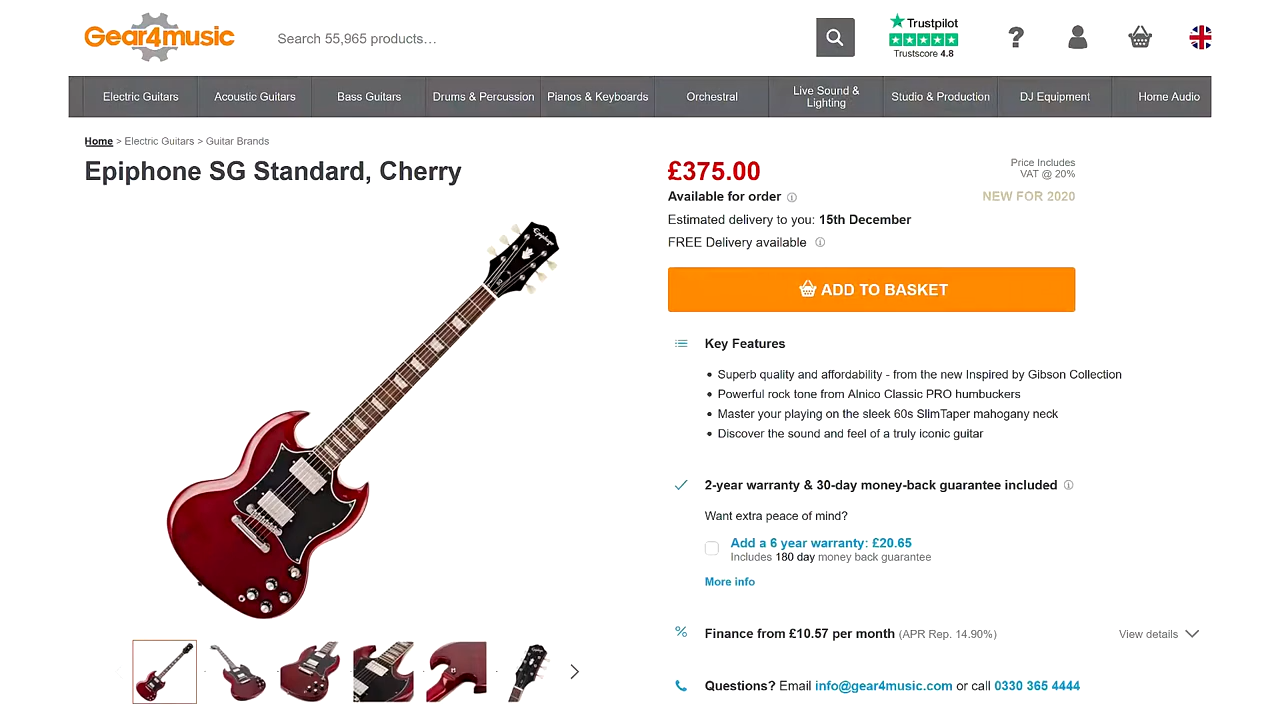 Gear4music
Search 55,965 products…
Trustpilot
Trustscore 4.8
?
Electric Guitars
Acoustic Guitars
Bass Guitars
Drums & Percussion
Pianos & Keyboards
Orchestral
Live Sound &
Lighting
Studio & Production
DJ Equipment
Home Audio
Home > Electric Guitars > Guitar Brands
Epiphone SG Standard, Cherry
Epiphone
£375.00
Price Includes
VAT @ 20%
Available for order
NEW FOR 2020
Estimated delivery to you: 15th December
FREE Delivery available
ADD TO BASKET
Key Features
• Superb quality and affordability - from the new Inspired by Gibson Collection
• Powerful rock tone from Alnico Classic PRO humbuckers
• Master your playing on the sleek 60s SlimTaper mahogany neck
• Discover the sound and feel of a truly iconic guitar
2-year warranty & 30-day money-back guarantee included
Want extra peace of mind?
Add a 6 year warranty: £20.65
Includes 180 day money back guarantee
More info
% Finance from £10.57 per month (APR Rep. 14.90%)
View details
Questions? Email info@gear4music.com or call 0330 365 4444